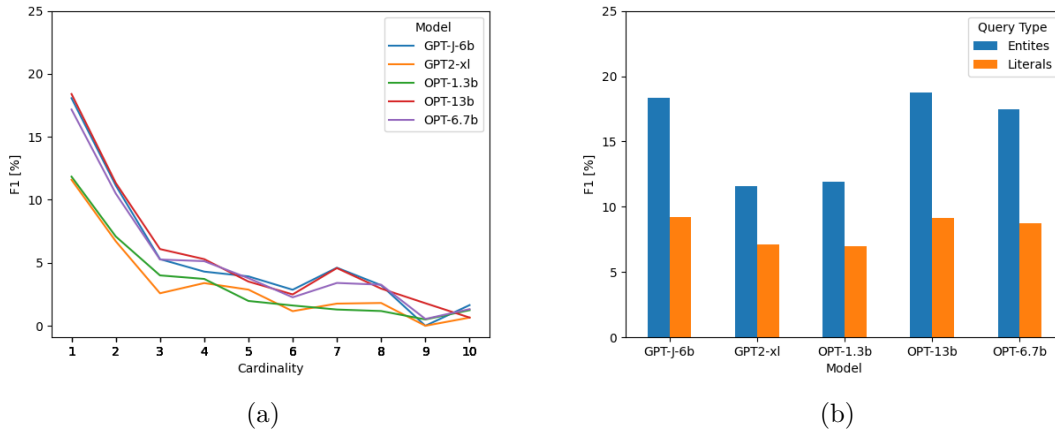 25
20
15
10
5
0
F1 [%]
1 2 3 4 5 6 7 8 9 10
Cardinality
Model
GPT-J-6b
GPT2-xl
OPT-1.3b
OPT-13b
OPT-6.7b
(a)
25
20
15
10
5
0
F1 [%]
GPT-J-6b GPT2-xl OPT-1.3b OPT-13b OPT-6.7b
Model
Query Type
Entites
Literals
(b)